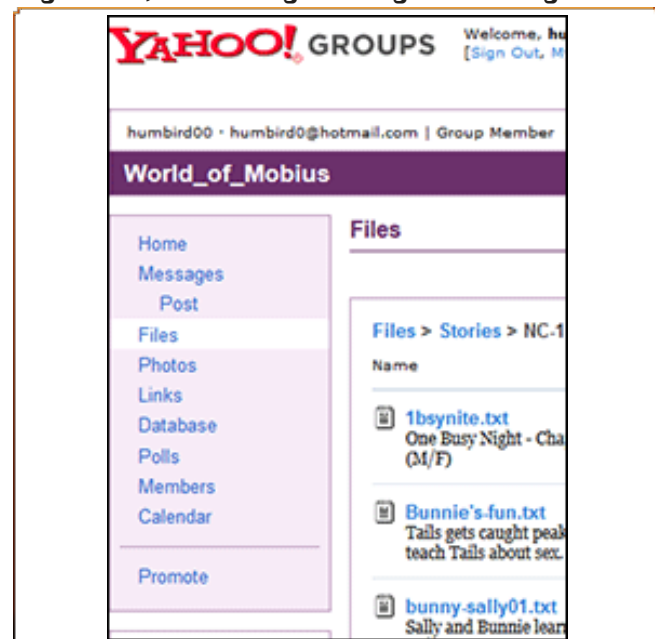 YAHOO! GROUPS
Welcome, hu
[Sign Out, M
humbird00 · humbird0@hotmail.com | Group Member
World_of_Mobius
Home
Messages
Post
Files
Photos
Links
Database
Polls
Members
Calendar
Promote
Files
Files > Stories > NC-1
Name
1bsynite.txt
One Busy Night - Cha
(M/F)
Bunnie's-fun.txt
Tails gets caught peak
teach Tails about sex.
bunny-sally01.txt
Sally and Bunnie lear